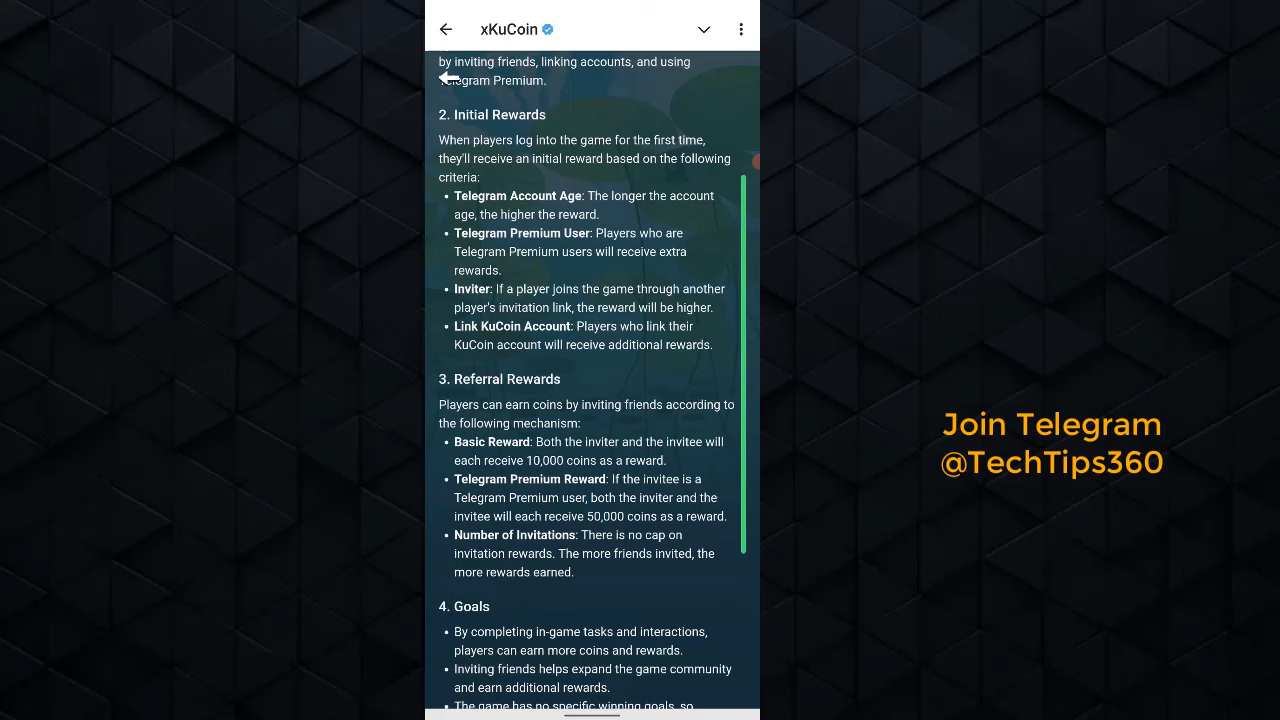 xKuCoin
by inviting friends, linking accounts, and using
Telegram Premium.
2. Initial Rewards
When players log into the game for the first time,
they'll receive an initial reward based on the following
criteria:
• Telegram Account Age: The longer the account
age, the higher the reward.
• Telegram Premium User: Players who are
Telegram Premium users will receive extra
rewards.
• Inviter: If a player joins the game through another
player's invitation link, the reward will be higher.
• Link KuCoin Account: Players who link their
KuCoin account will receive additional rewards.
3. Referral Rewards
Players can earn coins by inviting friends according to
the following mechanism:
• Basic Reward: Both the inviter and the invitee will
each receive 10,000 coins as a reward.
• Telegram Premium Reward: If the invitee is a
Telegram Premium user, both the inviter and the
invitee will each receive 50,000 coins as a reward.
• Number of Invitations: There is no cap on
invitation rewards. The more friends invited, the
more rewards earned.
4. Goals
• By completing in-game tasks and interactions,
players can earn more coins and rewards.
• Inviting friends helps expand the game community
and earn additional rewards.
• The game has no specific winning goals, so
Join Telegram
@TechTips360